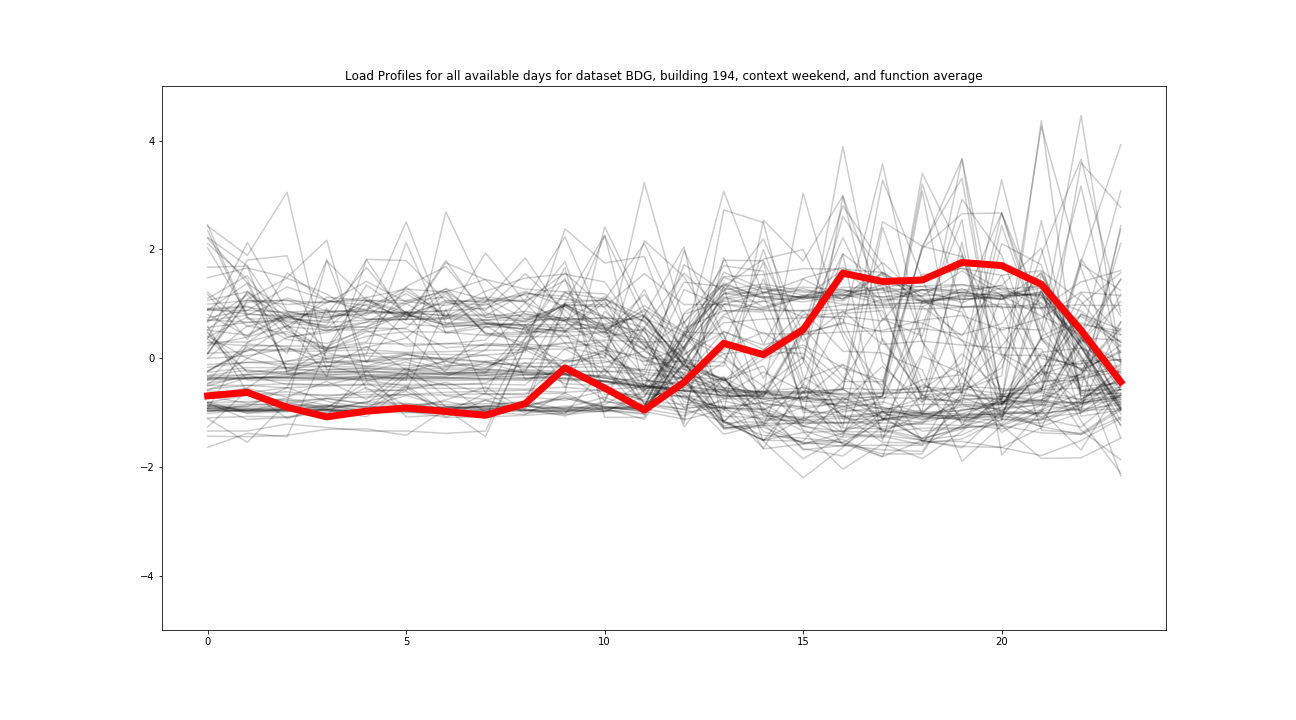 Load Profiles for all available days for dataset BDG, building 194, context weekend, and function average
4
2
0
−2
−4
0 5 10 15 20